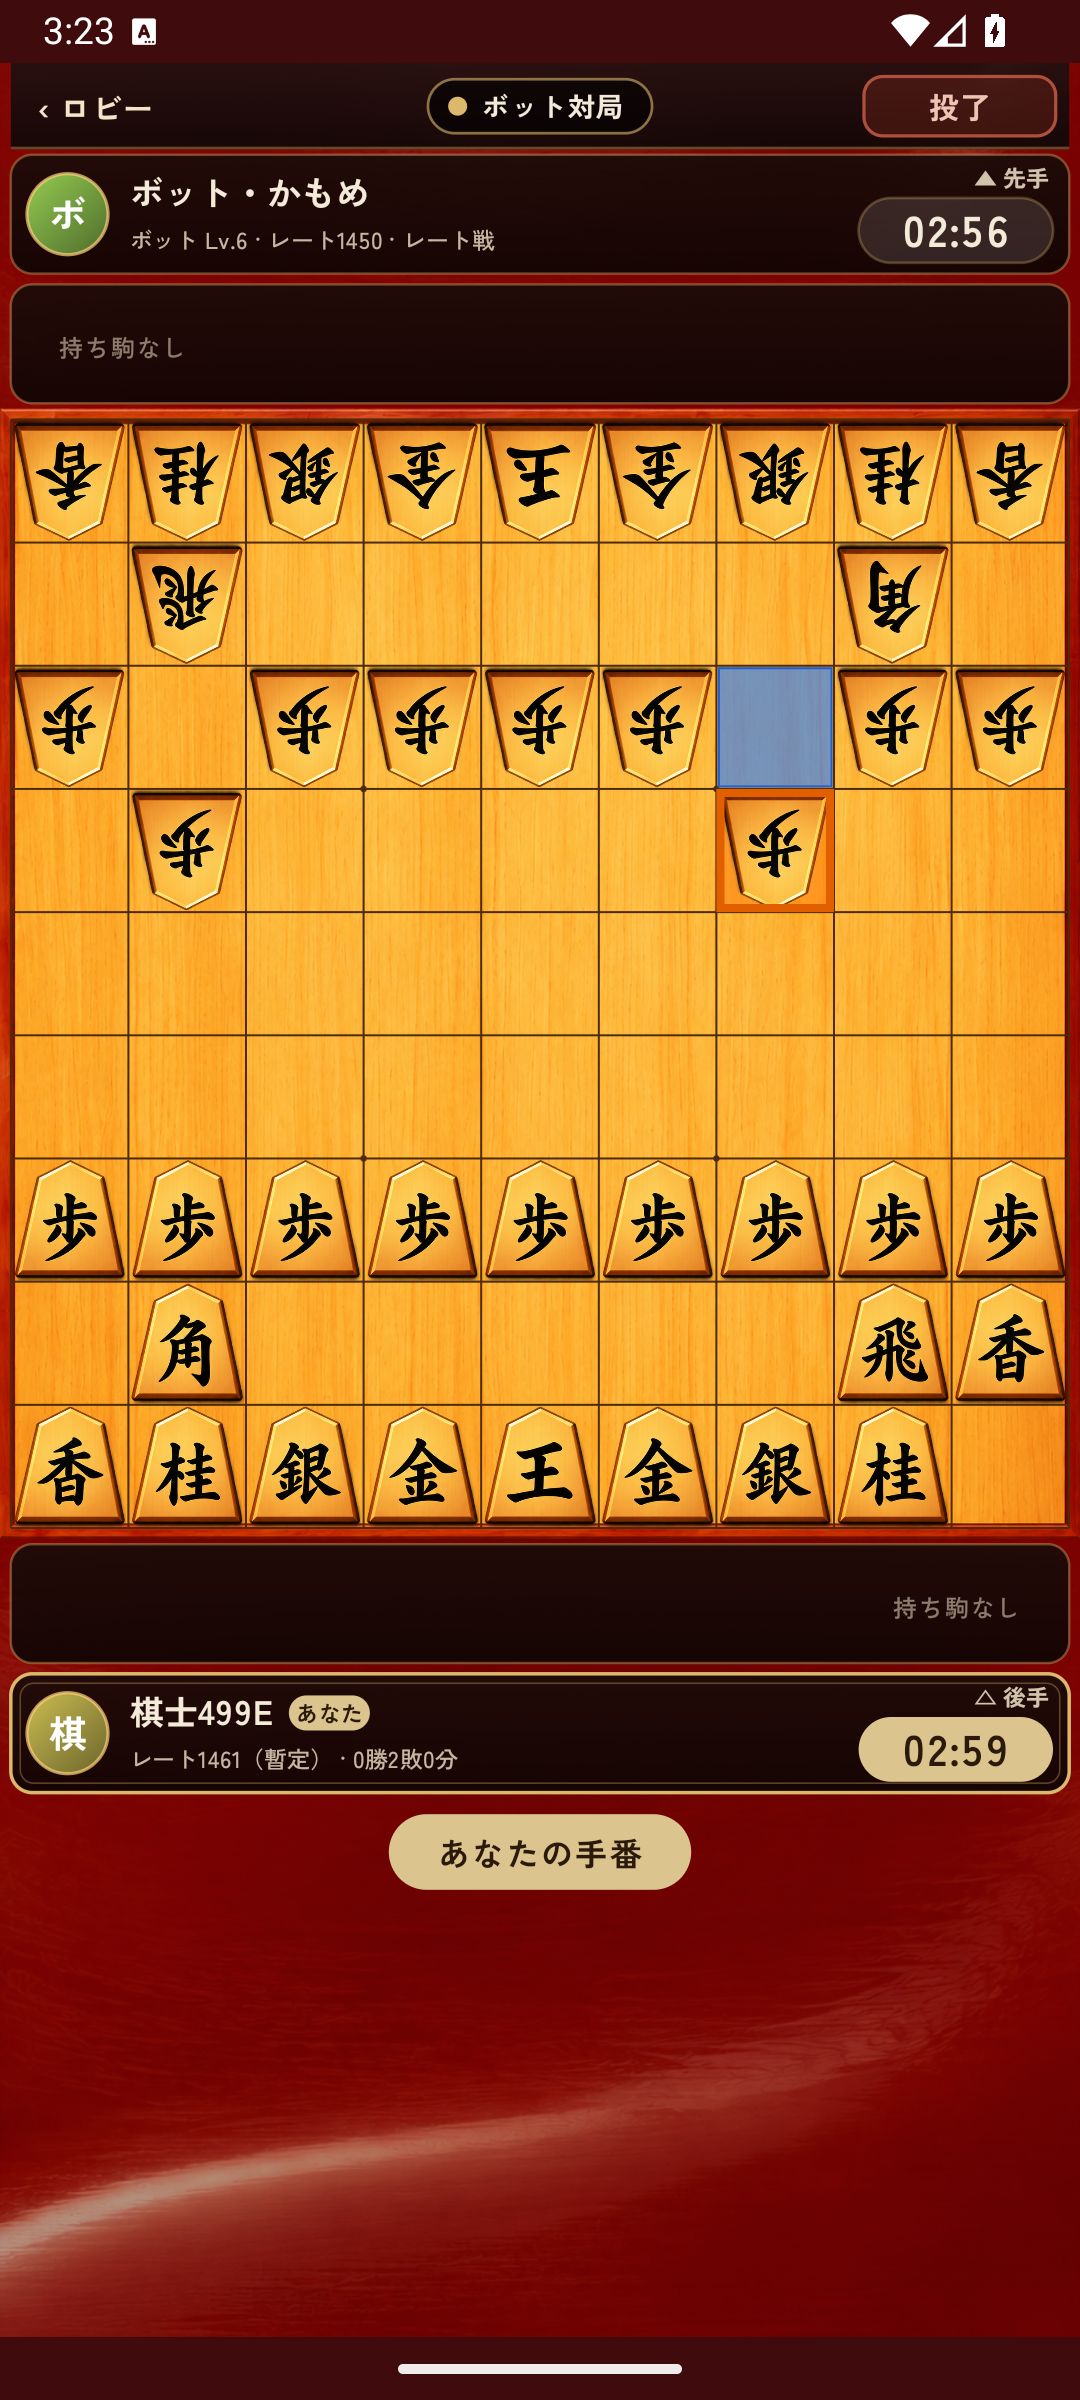 3:23
‹ ロビー
ボット対局
投了
ボ
ボット・かもめ
ボット Lv.6 · レート1450 · レート戦
▲先手
02:56
持ち駒なし
香 桂 銀 金 玉 金 銀 桂 香
飛 角
歩 歩 歩 歩 歩 歩 歩
歩 歩
歩 歩 歩 歩 歩 歩 歩 歩 歩
角 飛 香
香 桂 銀 金 王 金 銀 桂
持ち駒なし
棋
棋士499E あなた
レート1461（暫定） · 0勝2敗0分
△後手
02:59
あなたの手番